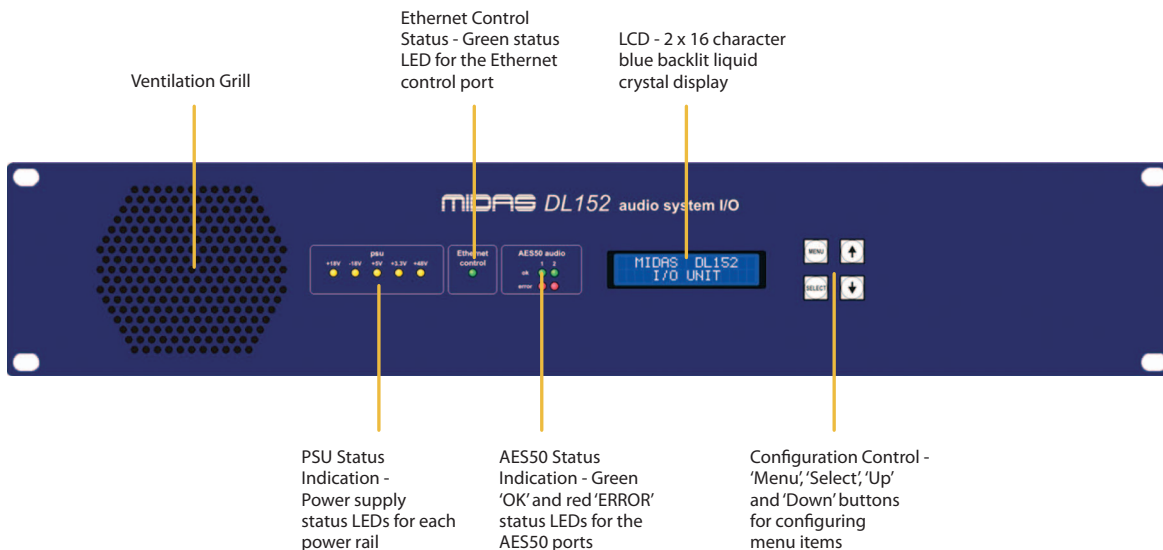 Ethernet Control
Status - Green status
LED for the Ethernet
control port
LCD - 2 x 16 character
blue backlit liquid
crystal display
Ventilation Grill
MIDAS DL152 audio system I/O
psu
+18V -18V +5V +3.3V +48V
Ethernet
control
AES50 audio
1 2
ok
error
MIDAS DL152
I/O UNIT
MENU
SELECT
PSU Status
Indication -
Power supply
status LEDs for each
power rail
AES50 Status
Indication - Green
‘OK’ and red ‘ERROR’
status LEDs for the
AES50 ports
Configuration Control -
‘Menu’, ‘Select’, ‘Up’
and ‘Down’ buttons
for configuring
menu items